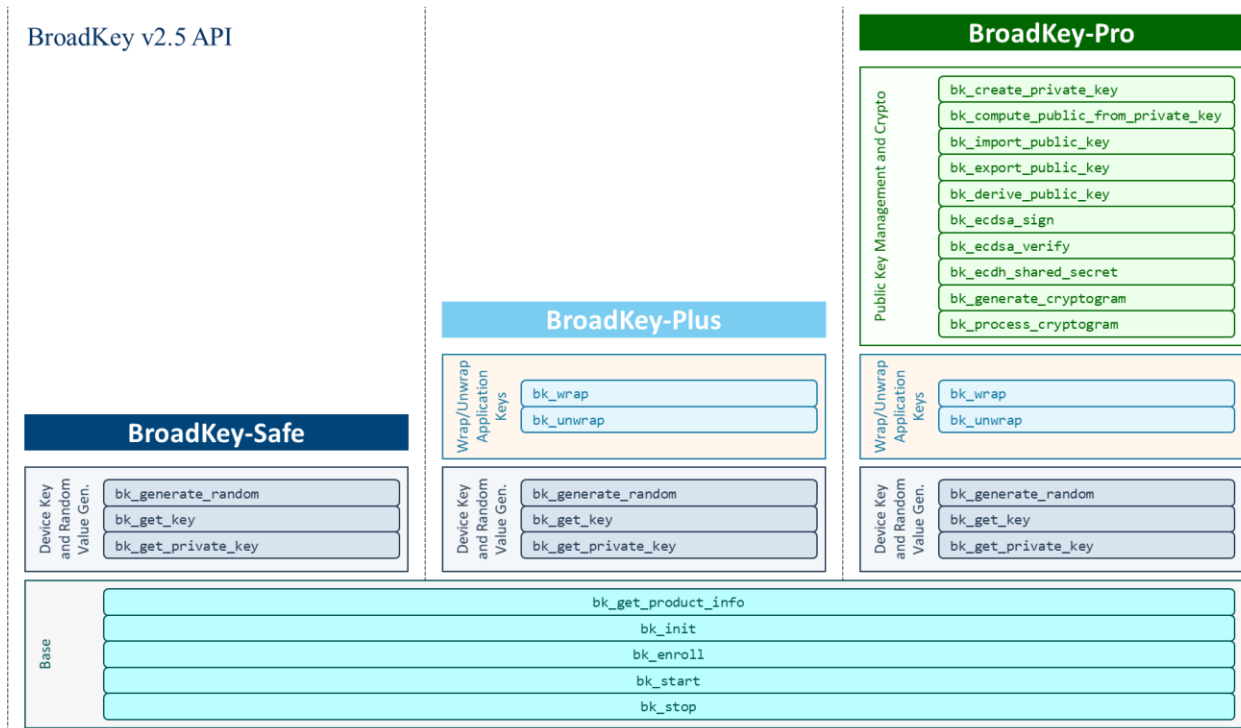 BroadKey v2.5 API
BroadKey-Safe
Device Key
and Random
Value Gen.
bk_generate_random
bk_get_key
bk_get_private_key
BroadKey-Plus
Wrap/Unwrap
Application
Keys
bk_wrap
bk_unwrap
Device Key
and Random
Value Gen.
bk_generate_random
bk_get_key
bk_get_private_key
BroadKey-Pro
Public Key Management and Crypto
bk_create_private_key
bk_compute_public_from_private_key
bk_import_public_key
bk_export_public_key
bk_derive_public_key
bk_ecdsa_sign
bk_ecdsa_verify
bk_ecdh_shared_secret
bk_generate_cryptogram
bk_process_cryptogram
Wrap/Unwrap
Application
Keys
bk_wrap
bk_unwrap
Device Key
and Random
Value Gen.
bk_generate_random
bk_get_key
bk_get_private_key
Base
bk_get_product_info
bk_init
bk_enroll
bk_start
bk_stop